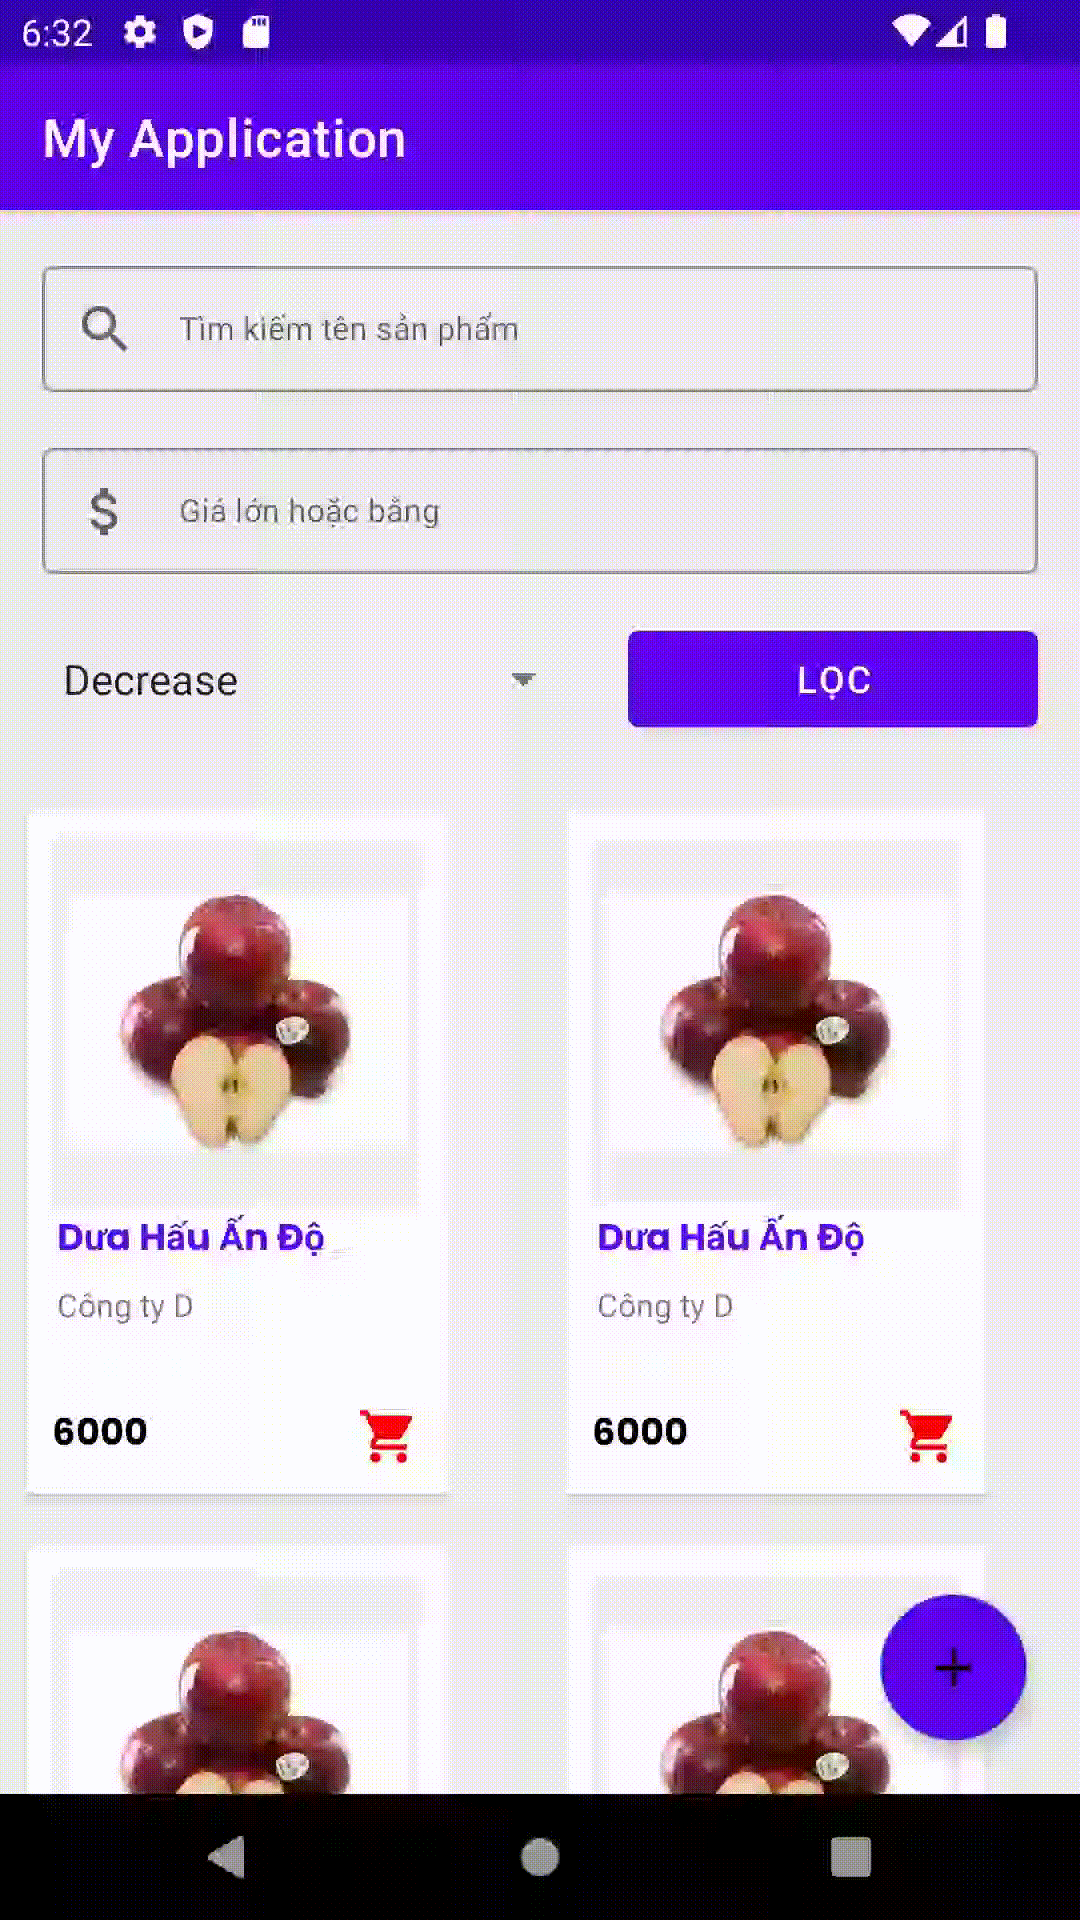 6:32
My Application
Tìm kiếm tên sản phẩm
Giá lớn hoặc bằng
Decrease
LỌC
Dưa Hấu Ấn Độ
Dưa Hấu Ấn Độ
Công ty D
Công ty D
6000
6000